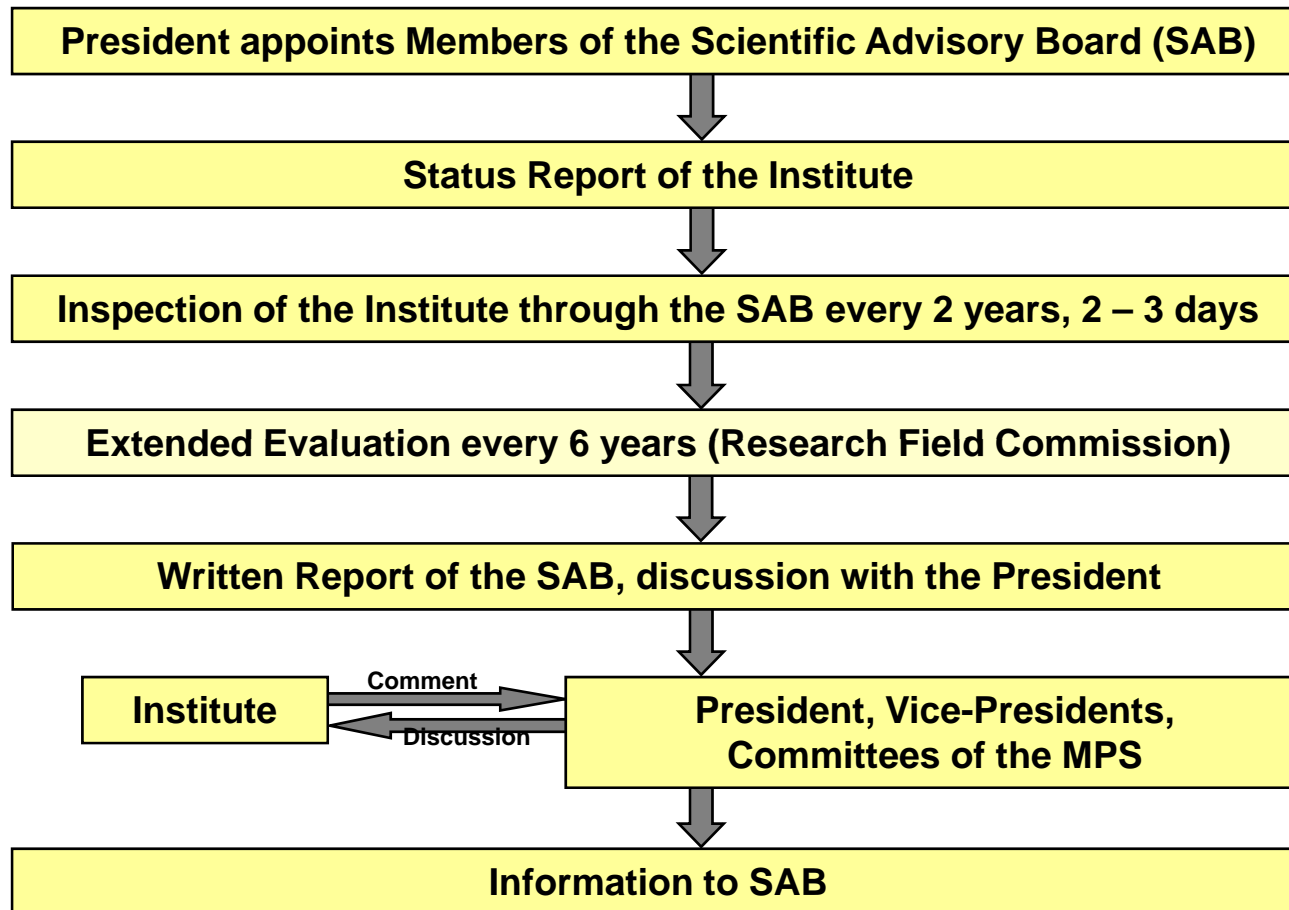 President appoints Members of the Scientific Advisory Board (SAB)
Status Report of the Institute
Inspection of the Institute through the SAB every 2 years, 2 – 3 days
Extended Evaluation every 6 years (Research Field Commission)
Written Report of the SAB, discussion with the President
Institute
Comment
Discussion
President, Vice-Presidents,
Committees of the MPS
Information to SAB